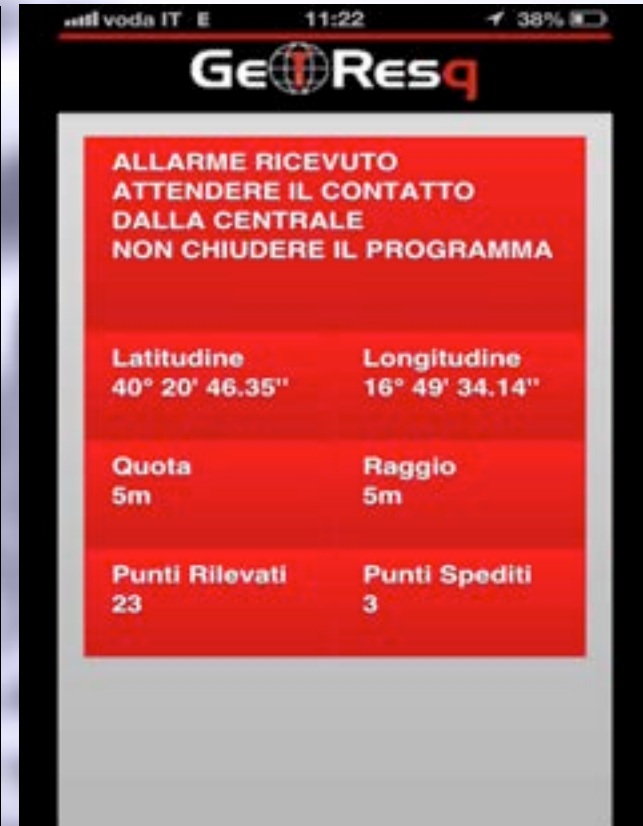 voda IT E 11:22 38%
GeoResq
ALLARME RICEVUTO
ATTENDERE IL CONTATTO
DALLA CENTRALE
NON CHIUDERE IL PROGRAMMA
Latitudine Longitudine
40° 20' 46.35'' 16° 49' 34.14''
Quota Raggio
5m 5m
Punti Rilevati Punti Spediti
23 3